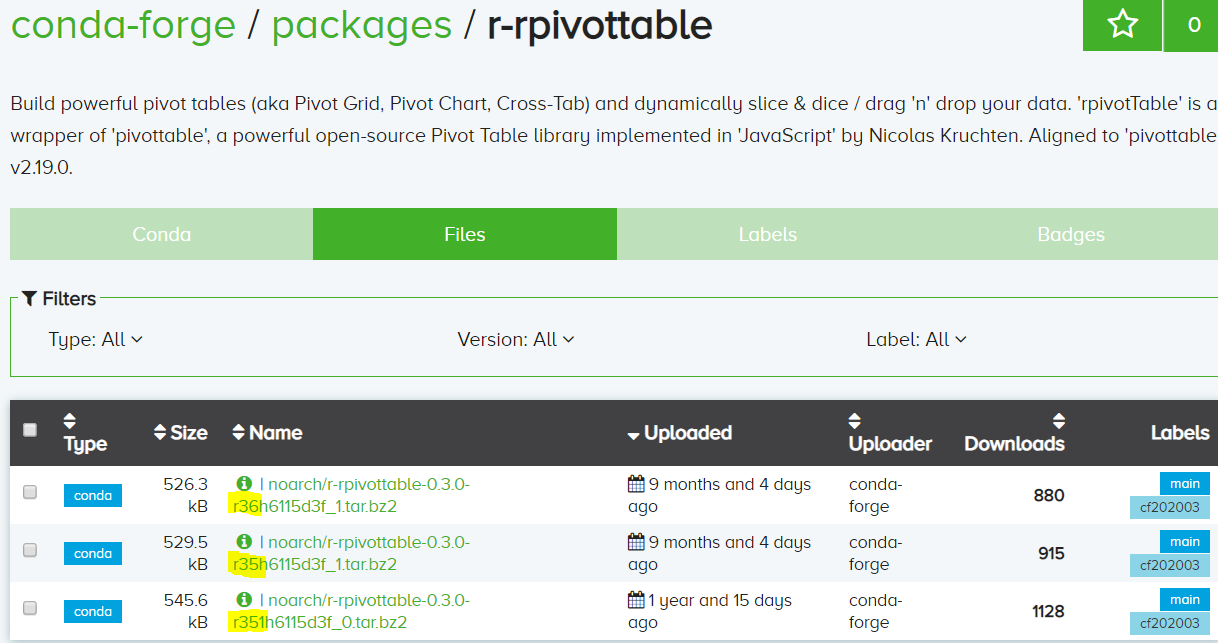 conda-forge / packages / r-rpivottable
0
Build powerful pivot tables (aka Pivot Grid, Pivot Chart, Cross-Tab) and dynamically slice & dice / drag 'n' drop your data. 'rpivotTable' is a
wrapper of 'pivottable', a powerful open-source Pivot Table library implemented in 'JavaScript' by Nicolas Kruchten. Aligned to 'pivottable
v2.19.0.
Conda Files Labels Badges
Filters
Type: All Version: All Label: All
Type Size Name Uploaded Uploader Downloads Labels
conda 526.3 kB | noarch/r-rpivottable-0.3.0- 9 months and 4 days conda- 880 main
r36h6115d3f_1.tar.bz2 ago forge cf202003
conda 529.5 kB | noarch/r-rpivottable-0.3.0- 9 months and 4 days conda- 915 main
r35h6115d3f_1.tar.bz2 ago forge cf202003
conda 545.6 kB | noarch/r-rpivottable-0.3.0- 1 year and 15 days conda- 1128 main
r351h6115d3f_0.tar.bz2 ago forge cf202003